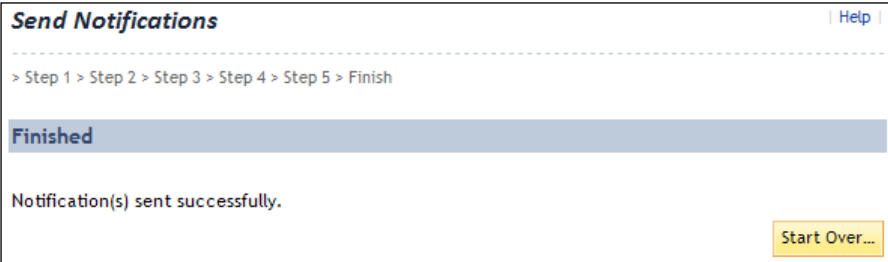 Send Notifications
| Help |
> Step 1 > Step 2 > Step 3 > Step 4 > Step 5 > Finish
Finished
Notification(s) sent successfully.
Start Over...